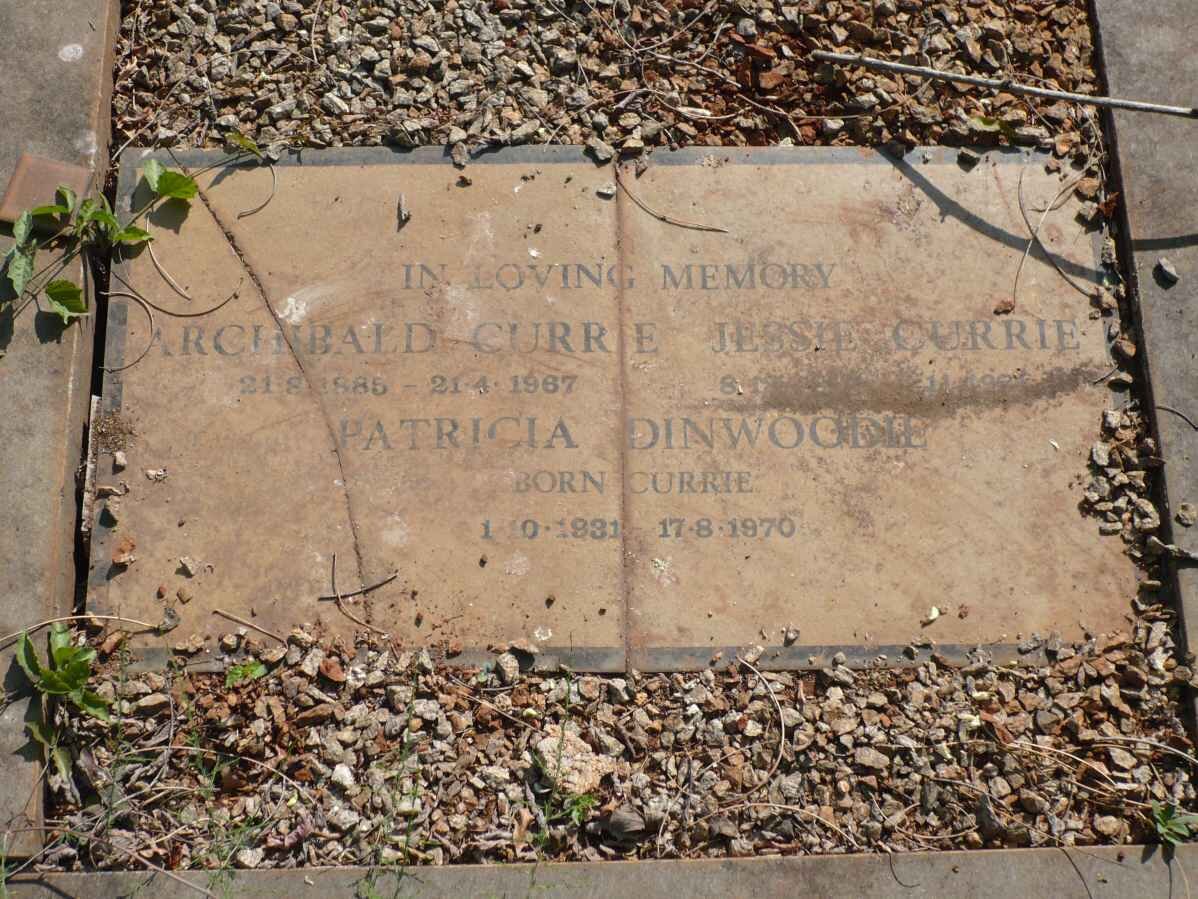 IN LOVING MEMORY
ARCHIBALD CURRIE JESSIE CURRIE
21·8·1885 - 21·4·1967
PATRICIA DINWOODIE
BORN CURRIE
1·10·1931 - 17·8·1970